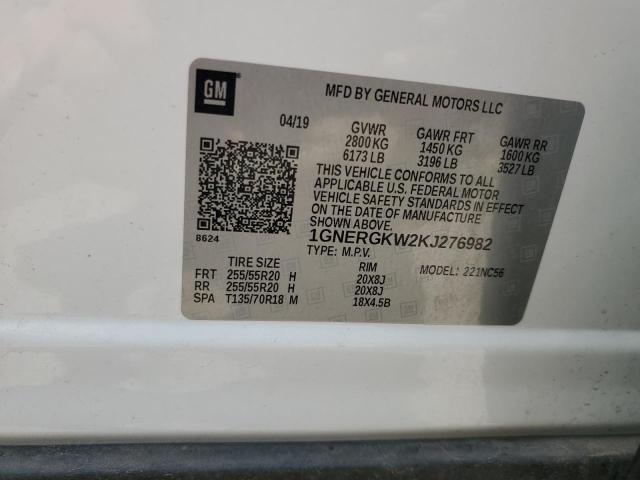 GM
MFD BY GENERAL MOTORS LLC
04/19 GVWR GAWR FRT GAWR RR
2800 KG 1450 KG 1600 KG
6173 LB 3196 LB 3527 LB
THIS VEHICLE CONFORMS TO ALL
APPLICABLE U.S. FEDERAL MOTOR
VEHICLE SAFETY STANDARDS IN EFFECT
ON THE DATE OF MANUFACTURE
SHOWN ABOVE.
8624 1GNERGKW2KJ276982
TYPE: M.P.V.
TIRE SIZE RIM MODEL: 221NC56
FRT 255/55R20 H 20X8J
RR 255/55R20 H 20X8J
SPA T135/70R18 M 18X4.5B